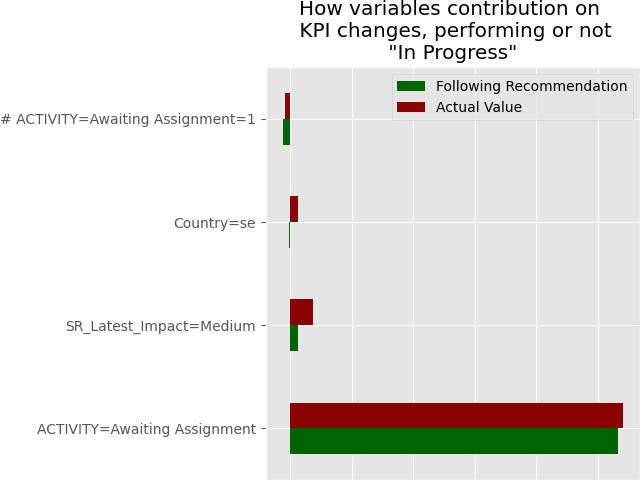 How variables contribution on
KPI changes, performing or not
"In Progress"
Following Recommendation
Actual Value
# ACTIVITY=Awaiting Assignment=1
Country=se
SR_Latest_Impact=Medium
ACTIVITY=Awaiting Assignment